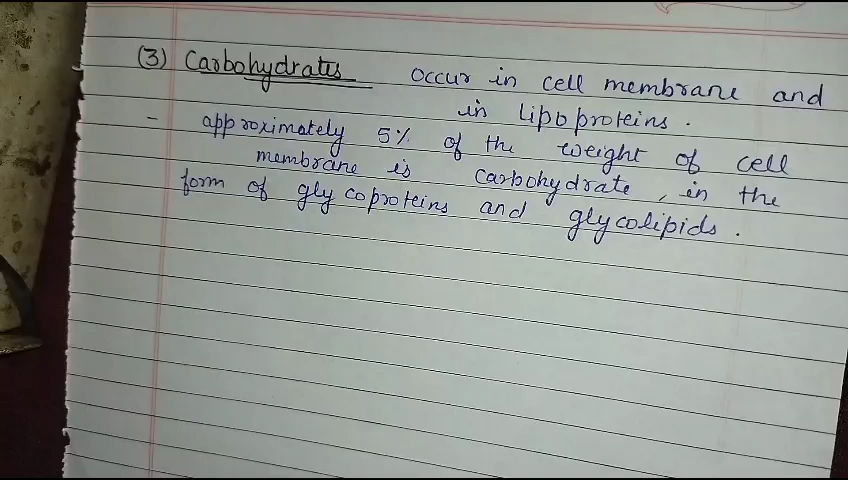 (3) Carbohydrates occur in cell membrane and
in lipoproteins.
- approximately 5% of the weight of cell
membrane is carbohydrate, in the
form of glycoproteins and glycolipids.